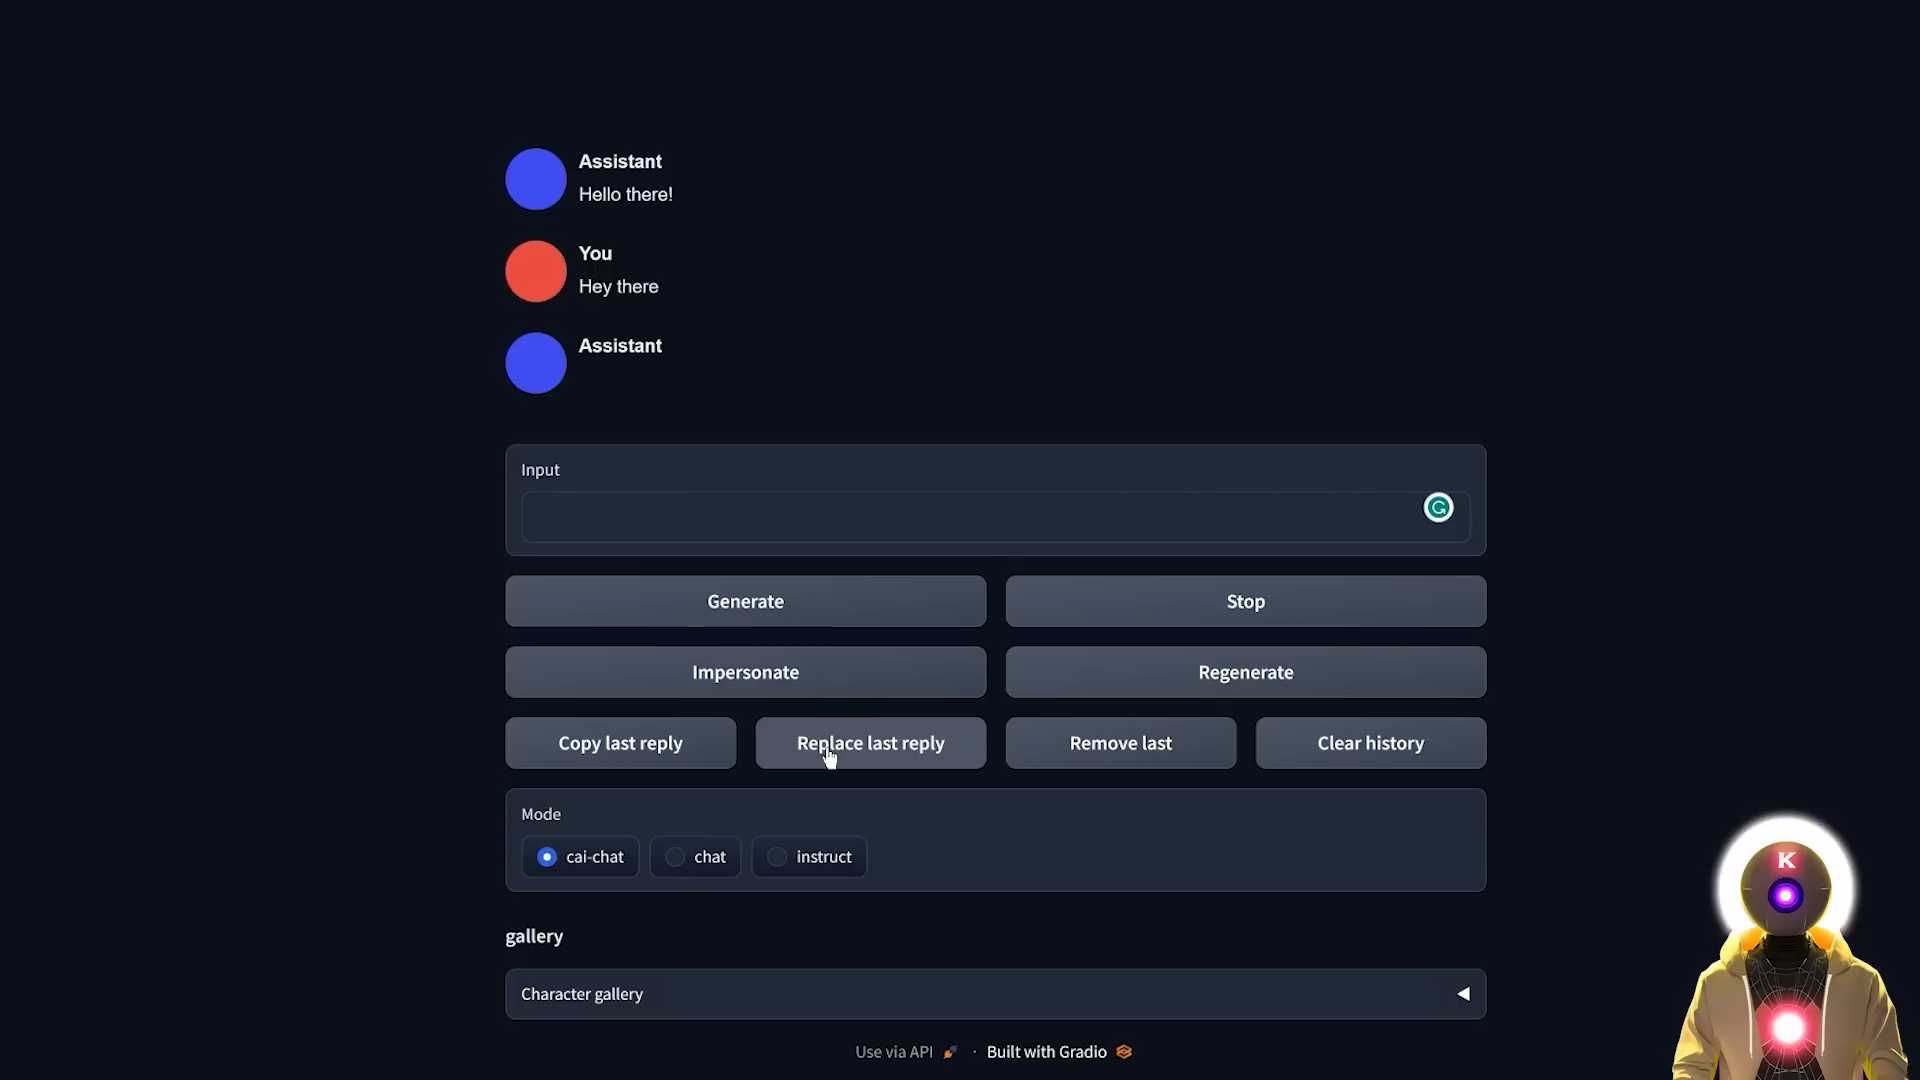 Assistant
Hello there!
You
Hey there
Assistant
Input
Generate
Stop
Impersonate
Regenerate
Copy last reply
Replace last reply
Remove last
Clear history
Mode
cai-chat
chat
instruct
gallery
Character gallery
Use via API · Built with Gradio
K